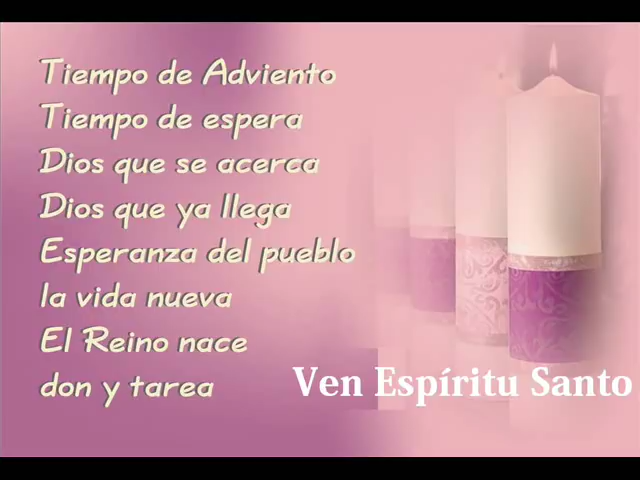 Tiempo de Adviento
Tiempo de espera
Dios que se acerca
Dios que ya llega
Esperanza del pueblo
la vida nueva
El Reino nace
don y tarea
Ven Espíritu Santo